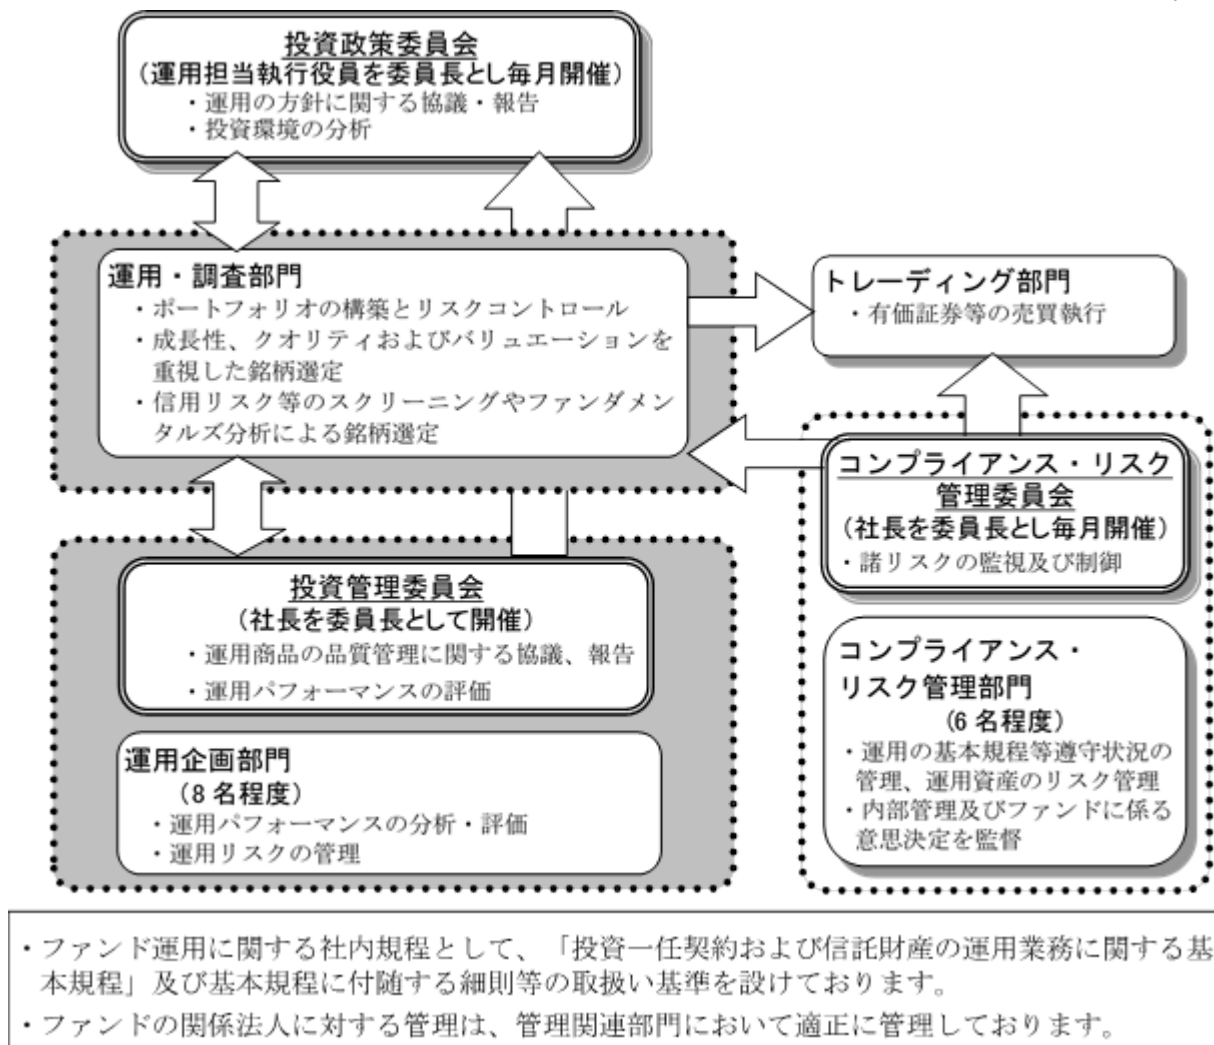 投資政策委員会
(運用担当執行役員を委員長とし毎月開催)
・運用の方針に関する協議・報告
・投資環境の分析
運用・調査部門
・ポートフォリオの構築とリスクコントロール
・成長性、クオリティおよびバリュエーションを
重視した銘柄選定
・信用リスク等のスクリーニングやファンダメン
タルズ分析による銘柄選定
トレーディング部門
・有価証券等の売買執行
コンプライアンス・リスク
管理委員会
(社長を委員長とし毎月開催)
・諸リスクの監視及び制御
投資管理委員会
(社長を委員長として開催)
・運用商品の品質管理に関する協議、報告
・運用パフォーマンスの評価
コンプライアンス・
リスク管理部門
(6 名程度)
・運用の基本規程等遵守状況の
管理、運用資産のリスク管理
・内部管理及びファンドに係る
意思決定を監督
運用企画部門
(8 名程度)
・運用パフォーマンスの分析・評価
・運用リスクの管理
・ファンド運用に関する社内規程として、「投資一任契約および信託財産の運用業務に関する基
本規程」及び基本規程に付随する細則等の取扱い基準を設けております。
・ファンドの関係法人に対する管理は、管理関連部門において適正に管理しております。